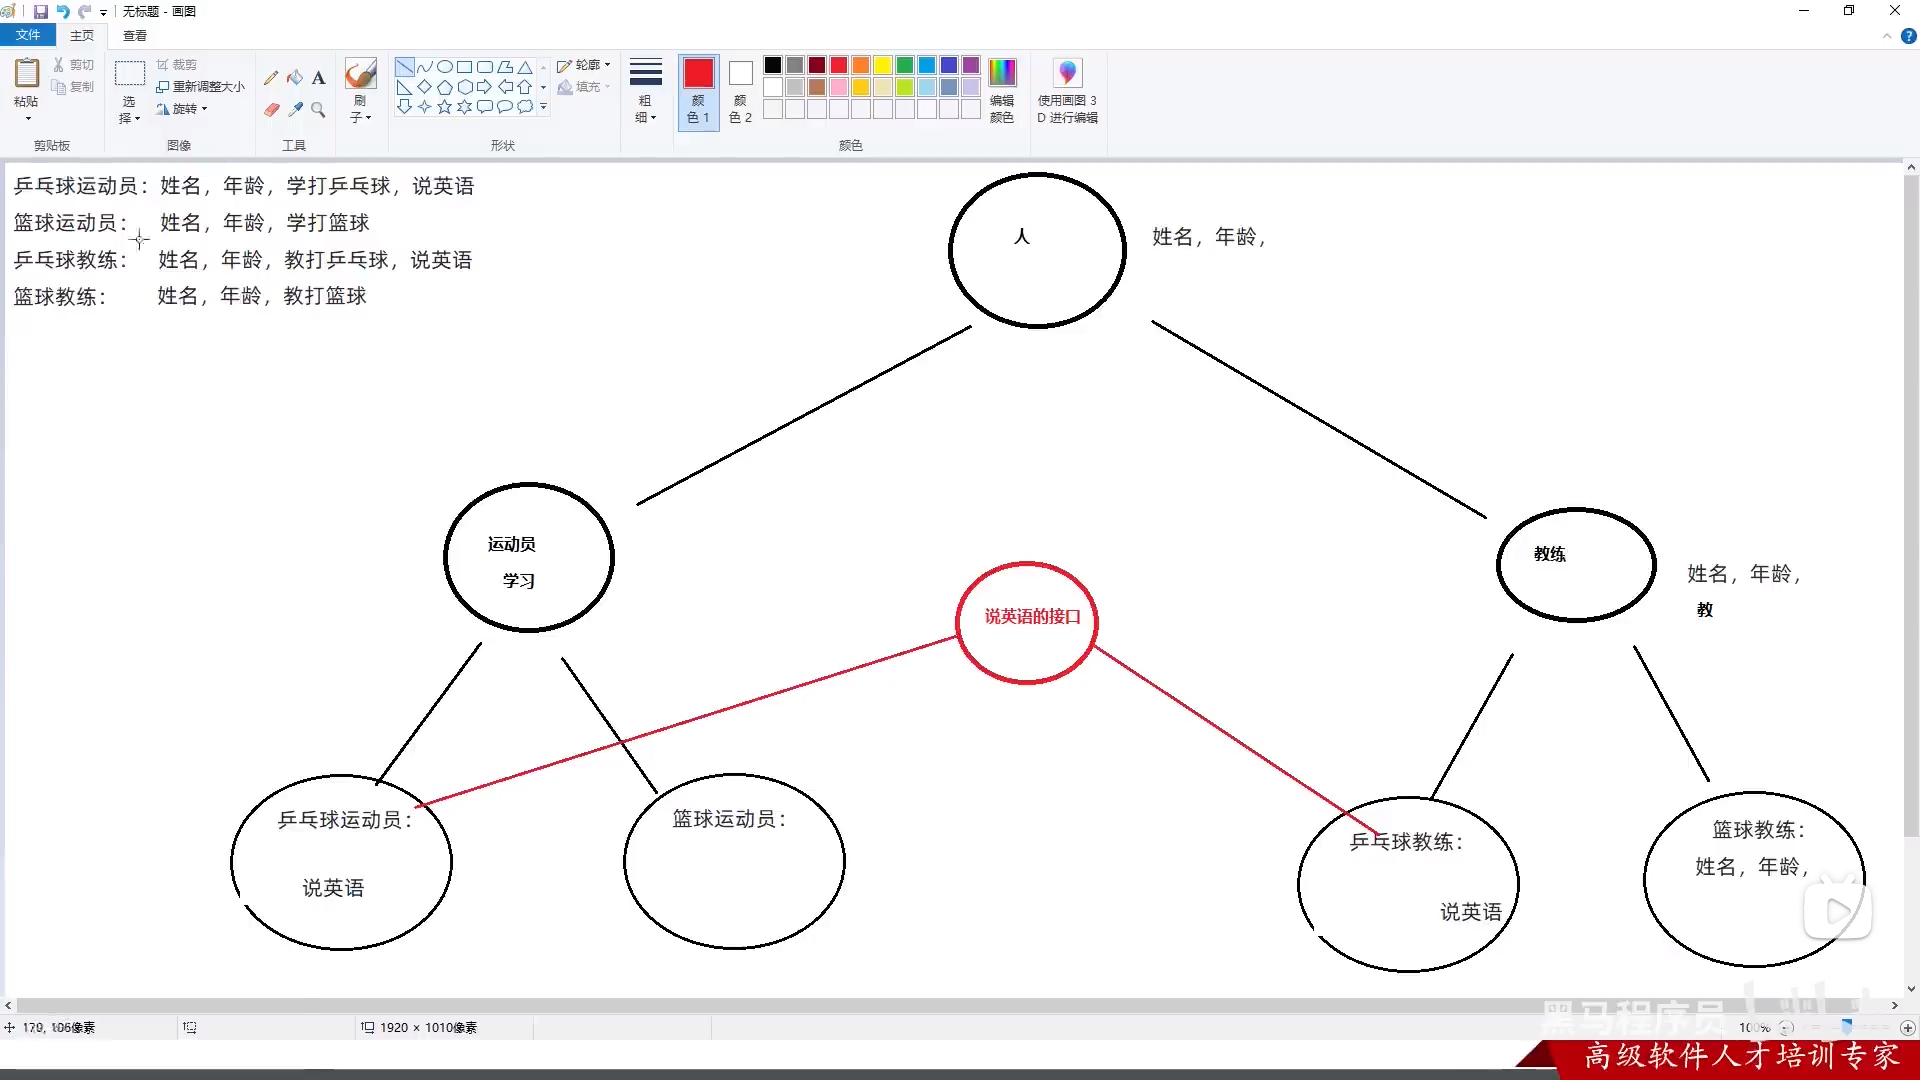 无标题 - 画图
文件 主页 查看
粘贴
剪切
复制
剪贴板
选择
裁剪
重新调整大小
旋转
图像
A
工具
刷子
轮廓
填充
形状
粗细
颜色 1
颜色 2
编辑颜色
颜色
使用画图 3D 进行编辑
乒乓球运动员：姓名，年龄，学打乒乓球，说英语
篮球运动员： 姓名，年龄，学打篮球
乒乓球教练： 姓名，年龄，教打乒乓球，说英语
篮球教练： 姓名，年龄，教打篮球
人
姓名，年龄，
运动员
学习
教练
姓名，年龄，
教
说英语的接口
乒乓球运动员：
说英语
篮球运动员：
乒乓球教练：
说英语
篮球教练：
姓名，年龄，
1920 × 1010像素
100%
黑马程序员
高级软件人才培训专家